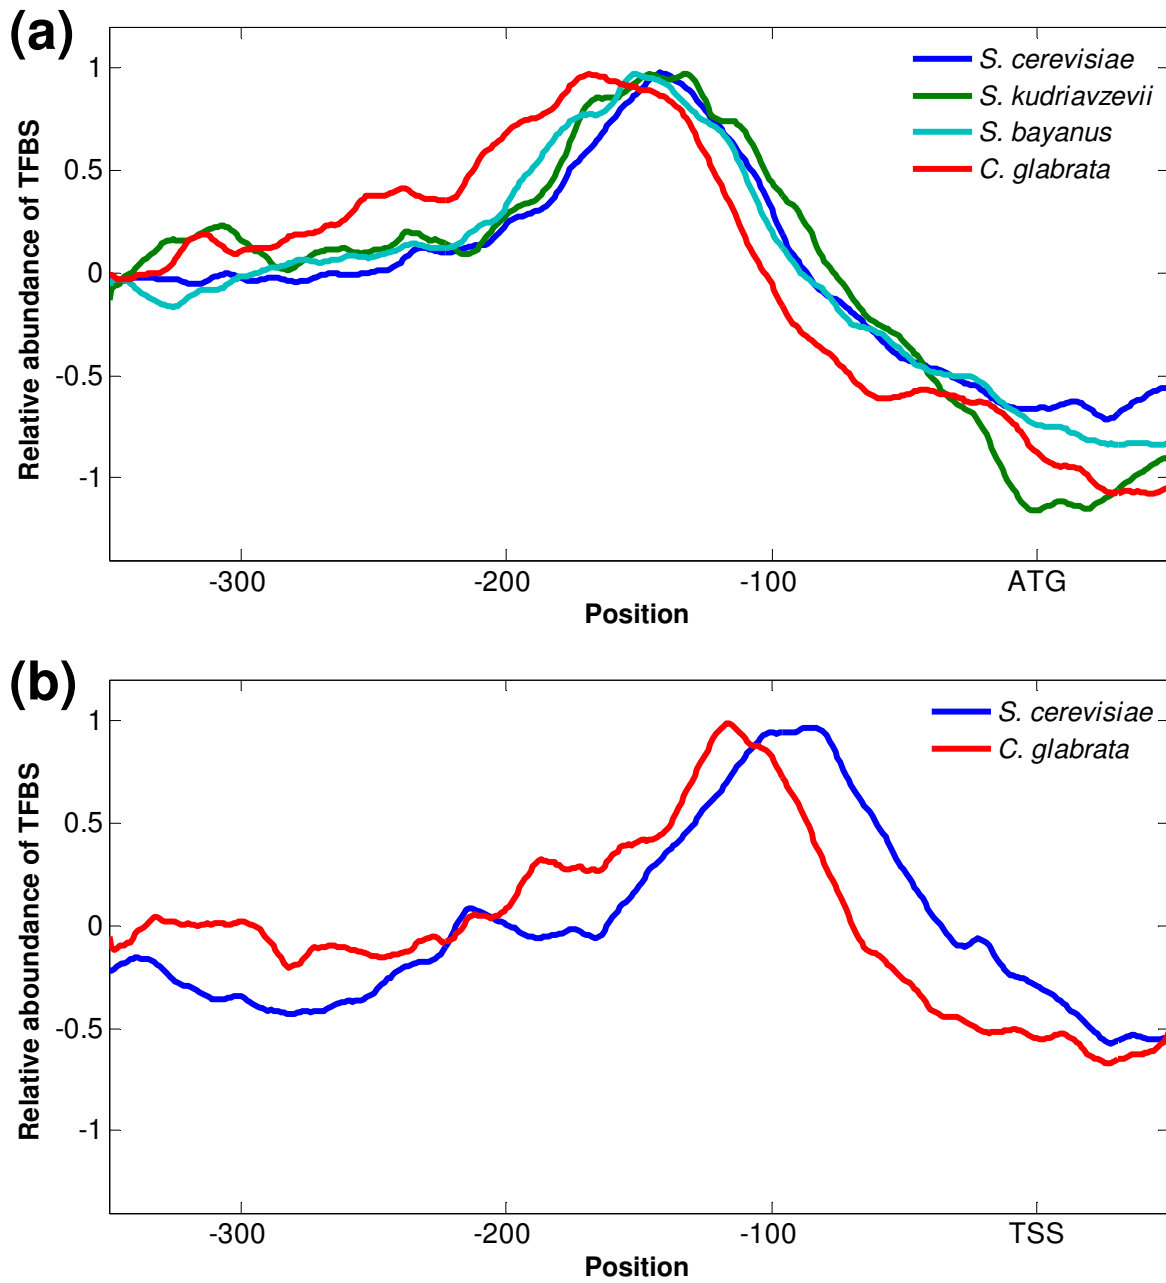 (a)
S. cerevisiae
S. kudriavzevii
S. bayanus
C. glabrata
Relative abundance of TFBS
1
0.5
0
-0.5
-1
-300
-200
-100
ATG
Position
(b)
S. cerevisiae
C. glabrata
Relative aboundance of TFBS
1
0.5
0
-0.5
-1
-300
-200
-100
TSS
Position